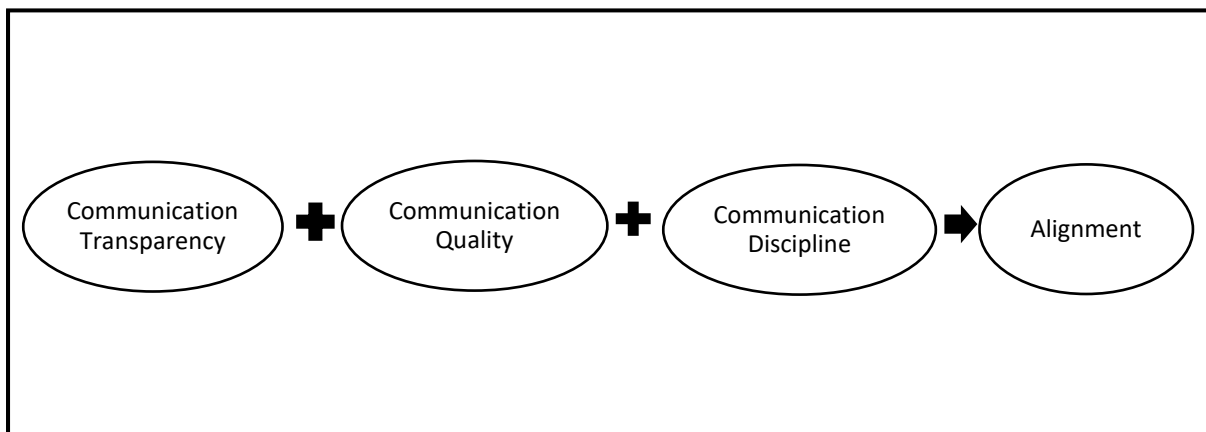 Communication
Transparency
Communication
Quality
Communication
Discipline
Alignment